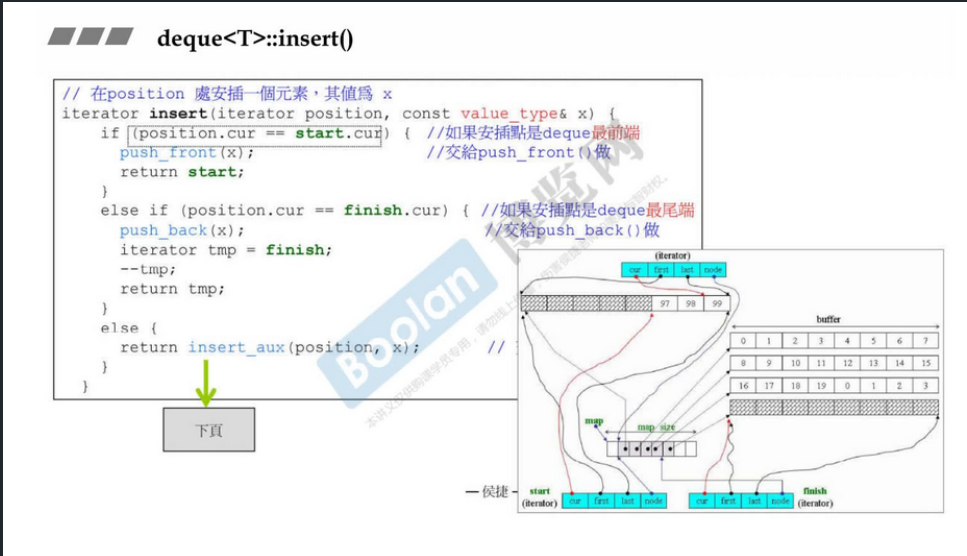 deque<T>::insert()
// 在position 處安插一個元素，其值爲 x
iterator insert(iterator position, const value_type& x) {
if (position.cur == start.cur) { //如果安插點是deque最前端
push_front(x); //交給push_front()做
return start;
}
else if (position.cur == finish.cur) { //如果安插點是deque最尾端
push_back(x); //交給push_back()做
iterator tmp = finish;
--tmp;
return tmp;
}
else {
return insert_aux(position, x); //
}
}
下頁
(iterator)
cur first last node
97 98 99
buffer
0 1 2 3 4 5 6 7
8 9 10 11 12 13 14 15
16 17 18 19 0 1 2 3
map
map size
start
(iterator)
cur first last node
cur first last node
finish
(iterator)
— 侯捷 -
Boolan 博览网